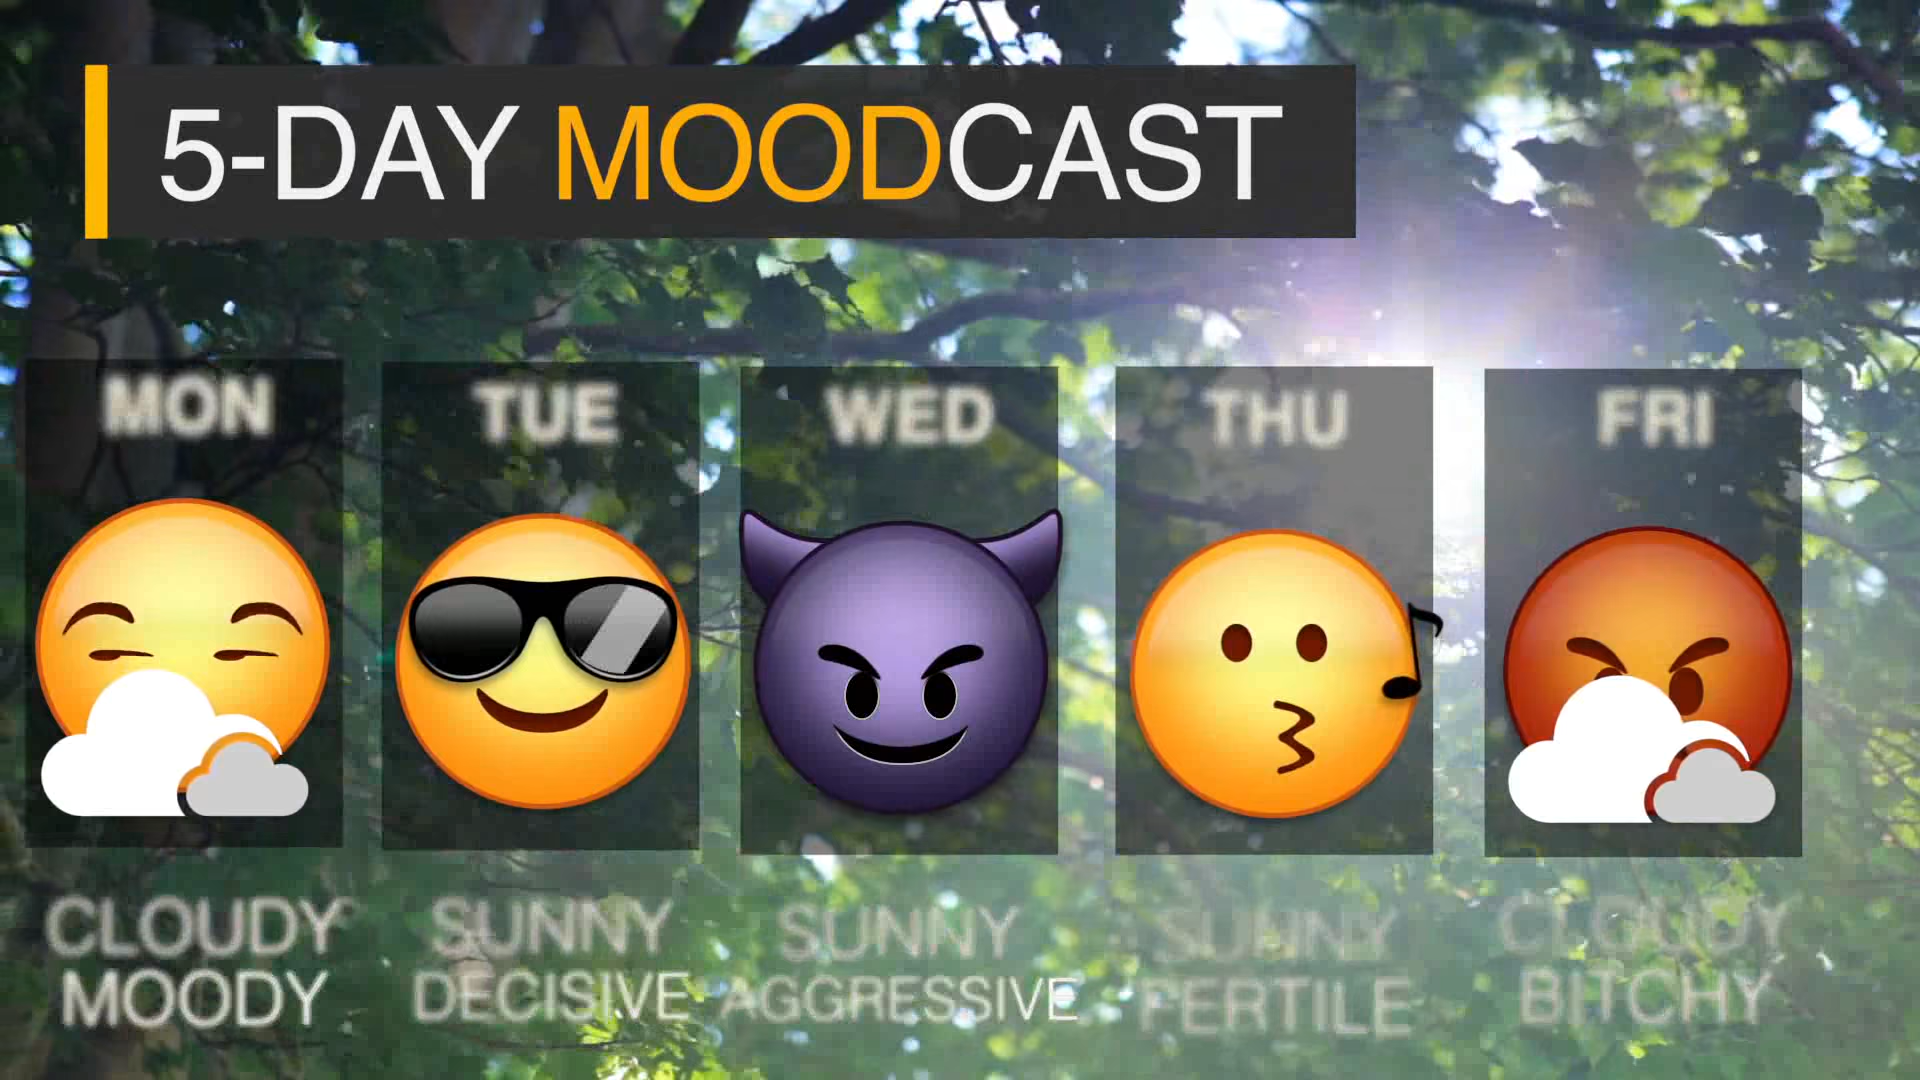 5-DAY MOODCAST
MON TUE WED THU FRI
CLOUDY SUNNY SUNNY SUNNY CLOUDY
MOODY DECISIVE AGGRESSIVE FERTILE BITCHY